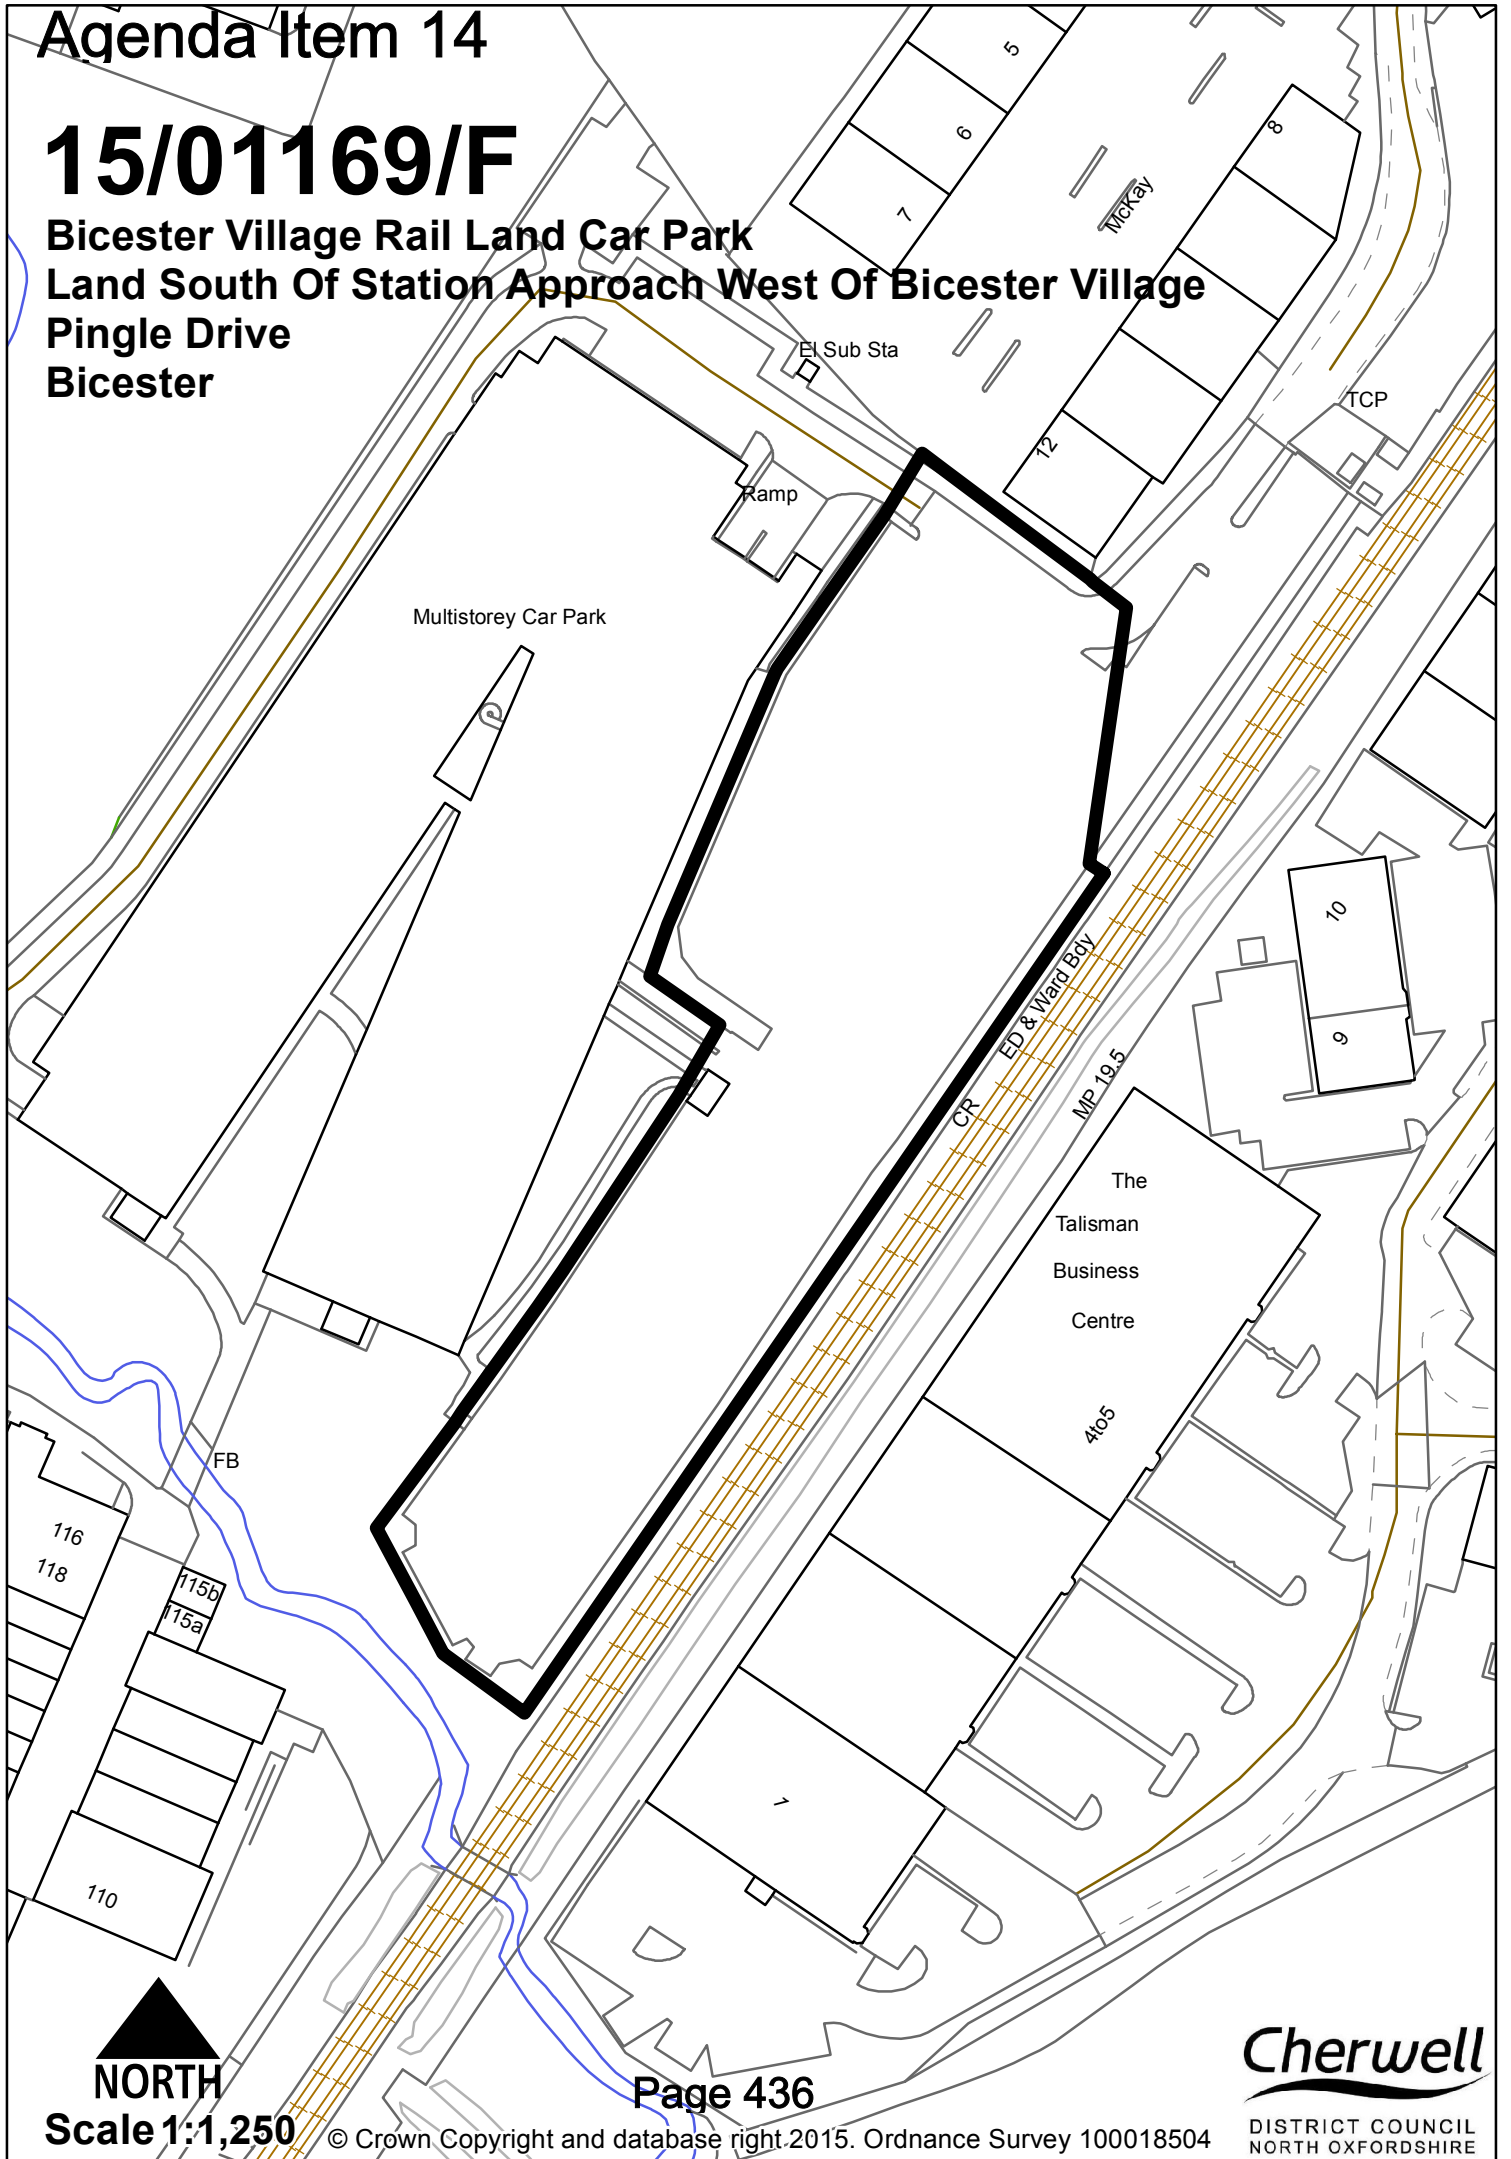 Agenda Item 14
15/01169/F
Bicester Village Rail Land Car Park
Land South Of Station Approach West Of Bicester Village
Pingle Drive
Bicester
5
6
7
8
McKay
12
El Sub Sta
TCP
Ramp
Multistorey Car Park
10
9
ED & Ward Bdy
CR
MP 19.5
The
Talisman
Business
Centre
4to5
1
FB
116
118
115b
115a
110
NORTH
Scale 1:1,250
Page 436
© Crown Copyright and database right 2015. Ordnance Survey 100018504
Cherwell
DISTRICT COUNCIL
NORTH OXFORDSHIRE